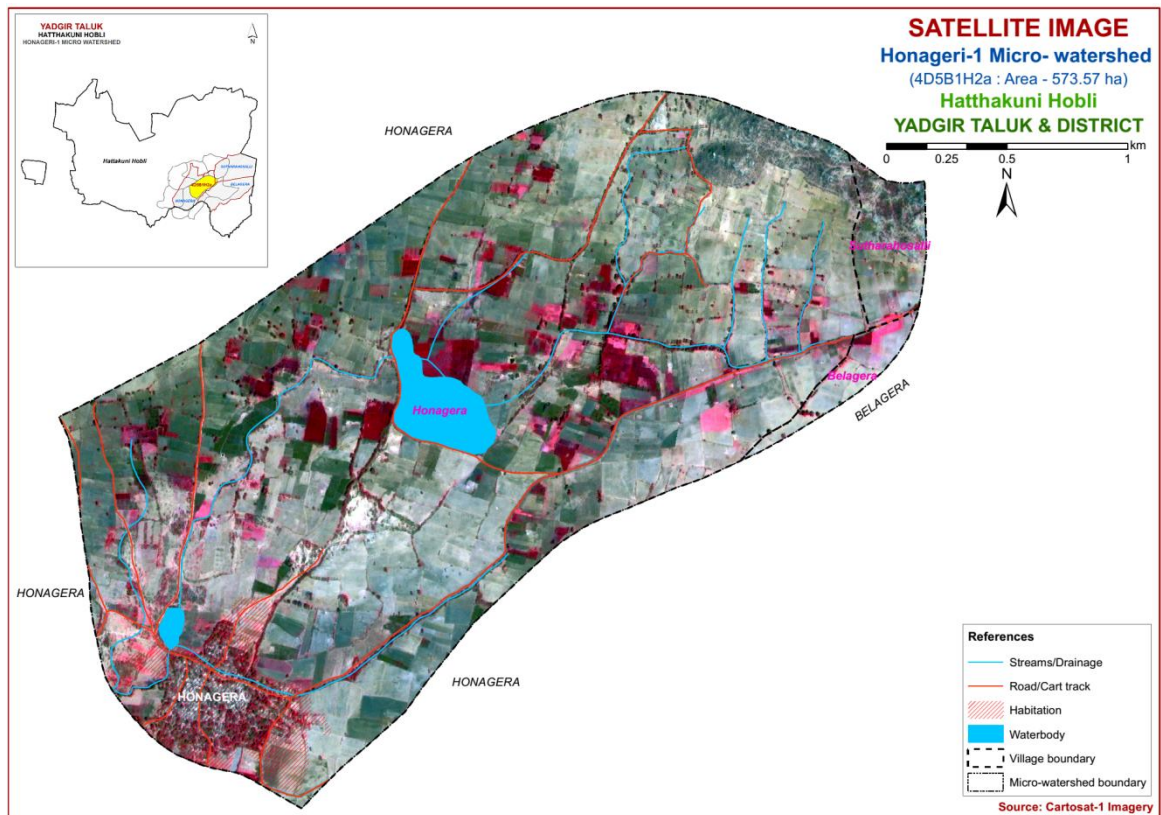 YADGIR TALUK
HATTHAKUNI HOBLI
HONAGERI-1 MICRO WATERSHED
N
Hattakuni Hobli
BELAGERA
HONAGERA
SATELLITE IMAGE
Honageri-1 Micro- watershed
(4D5B1H2a : Area - 573.57 ha)
Hatthakuni Hobli
YADGIR TALUK & DISTRICT
0 0.25 0.5 1 km
N
HONAGERA
Belagera
BELAGERA
Honagera
HONAGERA
HONAGERA
HONAGERA
References
Streams/Drainage
Road/Cart track
Habitation
Waterbody
Village boundary
Micro-watershed boundary
Source: Cartosat-1 Imagery